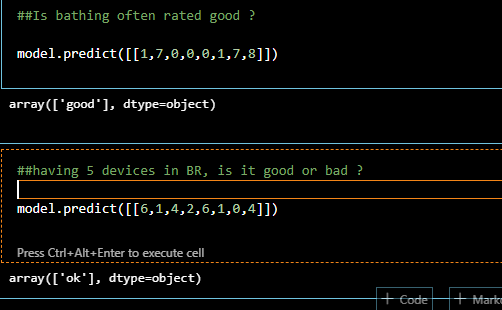 ##Is bathing often rated good ?
model.predict([[1,7,0,0,0,1,7,8]])
array(['good'], dtype=object)
##having 5 devices in BR, is it good or bad ?
model.predict([[6,1,4,2,6,1,0,4]])
Press Ctrl+Alt+Enter to execute cell
array(['ok'], dtype=object)
+ Code + Mark